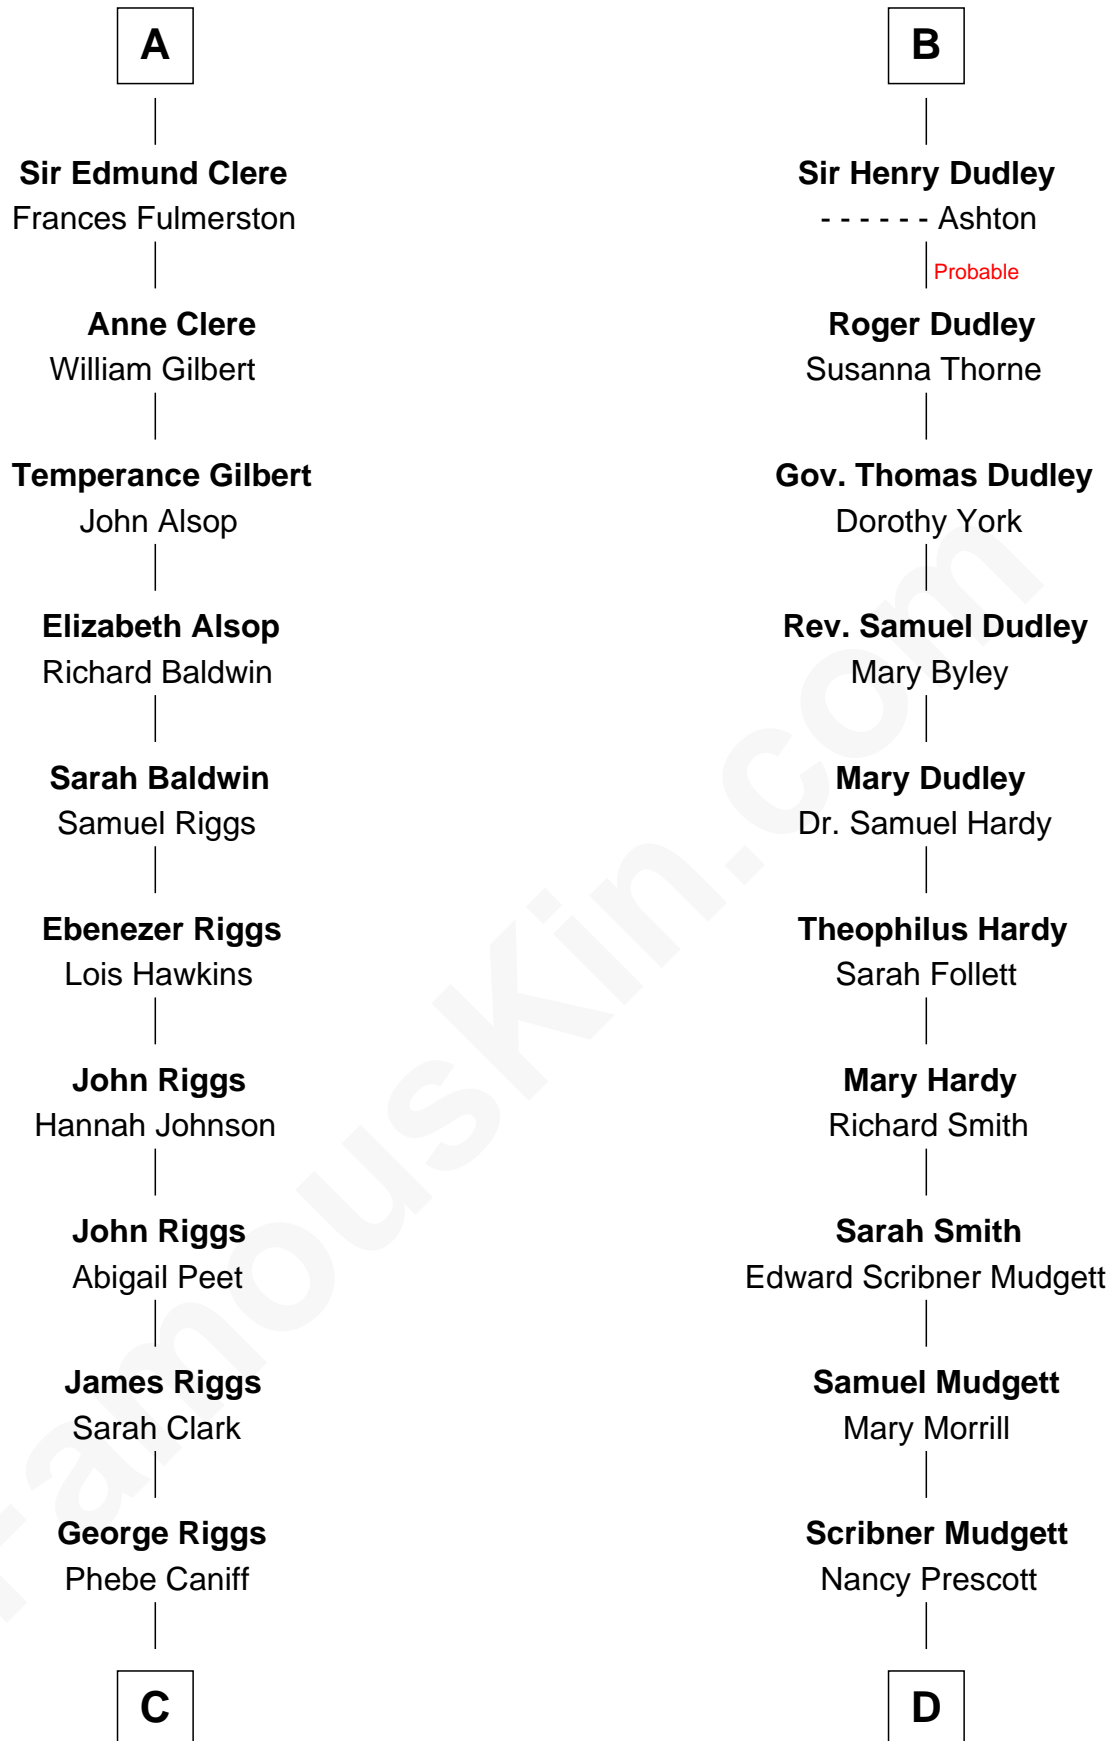 A
Sir Edmund Clere
Frances Fulmerston
Anne Clere
William Gilbert
Temperance Gilbert
John Alsop
Elizabeth Alsop
Richard Baldwin
Sarah Baldwin
Samuel Riggs
Ebenezer Riggs
Lois Hawkins
John Riggs
Hannah Johnson
John Riggs
Abigail Peet
James Riggs
Sarah Clark
George Riggs
Phebe Caniff
C
B
Sir Henry Dudley
- - - - - - Ashton
Probable
Roger Dudley
Susanna Thorne
Gov. Thomas Dudley
Dorothy York
Rev. Samuel Dudley
Mary Byley
Mary Dudley
Dr. Samuel Hardy
Theophilus Hardy
Sarah Follett
Mary Hardy
Richard Smith
Sarah Smith
Edward Scribner Mudgett
Samuel Mudgett
Mary Morrill
Scribner Mudgett
Nancy Prescott
D
FamousKin.com